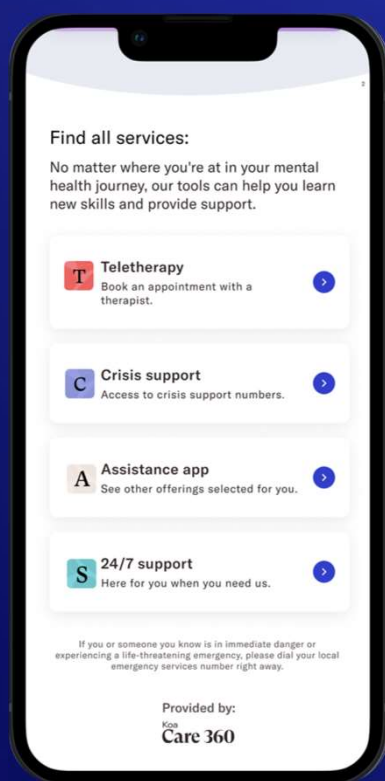 Find all services:
No matter where you're at in your mental
health journey, our tools can help you learn
new skills and provide support.
T
Teletherapy
Book an appointment with a
therapist.
C
Crisis support
Access to crisis support numbers.
A
Assistance app
See other offerings selected for you.
S
24/7 support
Here for you when you need us.
If you or someone you know is in immediate danger or
experiencing a life-threatening emergency, please dial your local
emergency services number right away.
Provided by:
Koa
Care 360